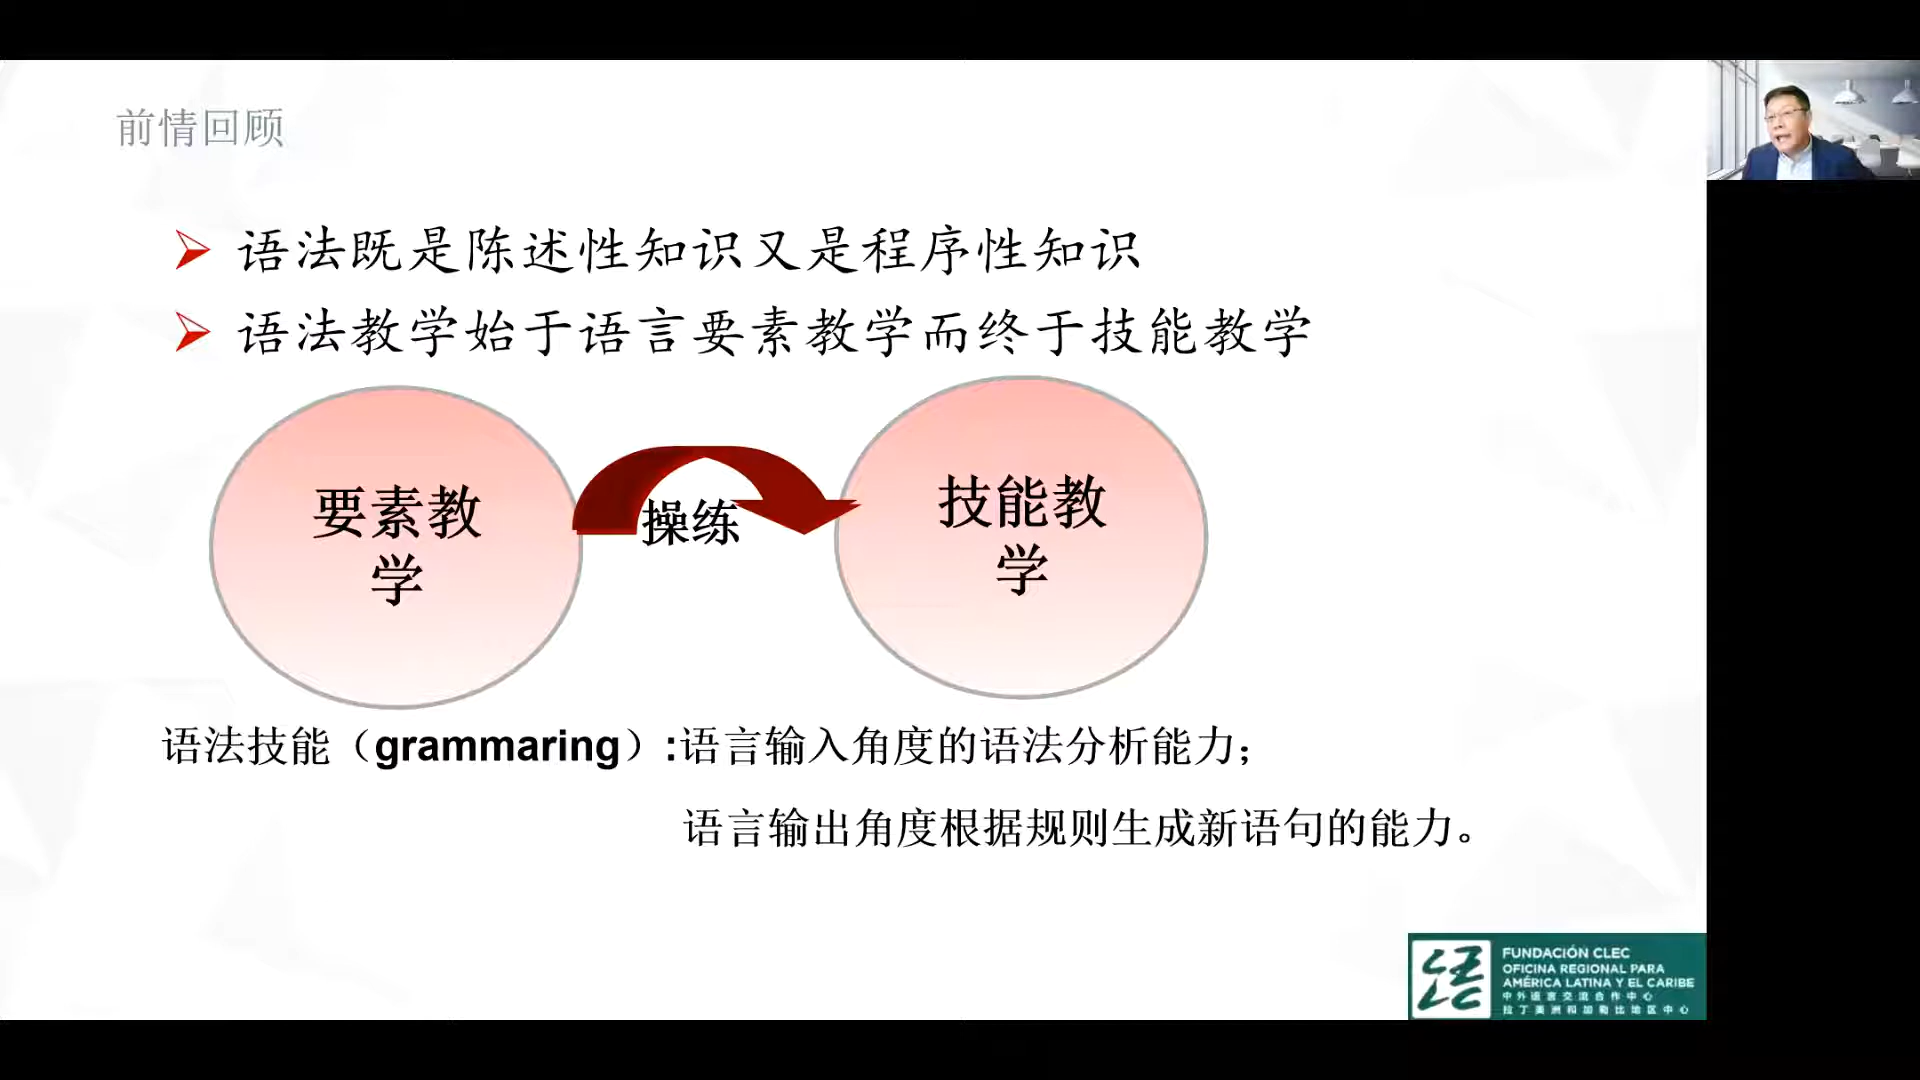 前情回顾
语法既是陈述性知识又是程序性知识
语法教学始于语言要素教学而终于技能教学
要素教
学
操练
技能教
学
语法技能（grammaring）:语言输入角度的语法分析能力；
语言输出角度根据规则生成新语句的能力。
语
CLEC
FUNDACIÓN CLEC
OFICINA REGIONAL PARA
AMÉRICA LATINA Y EL CARIBE
中外语言交流合作中心
拉丁美洲和加勒比地区中心